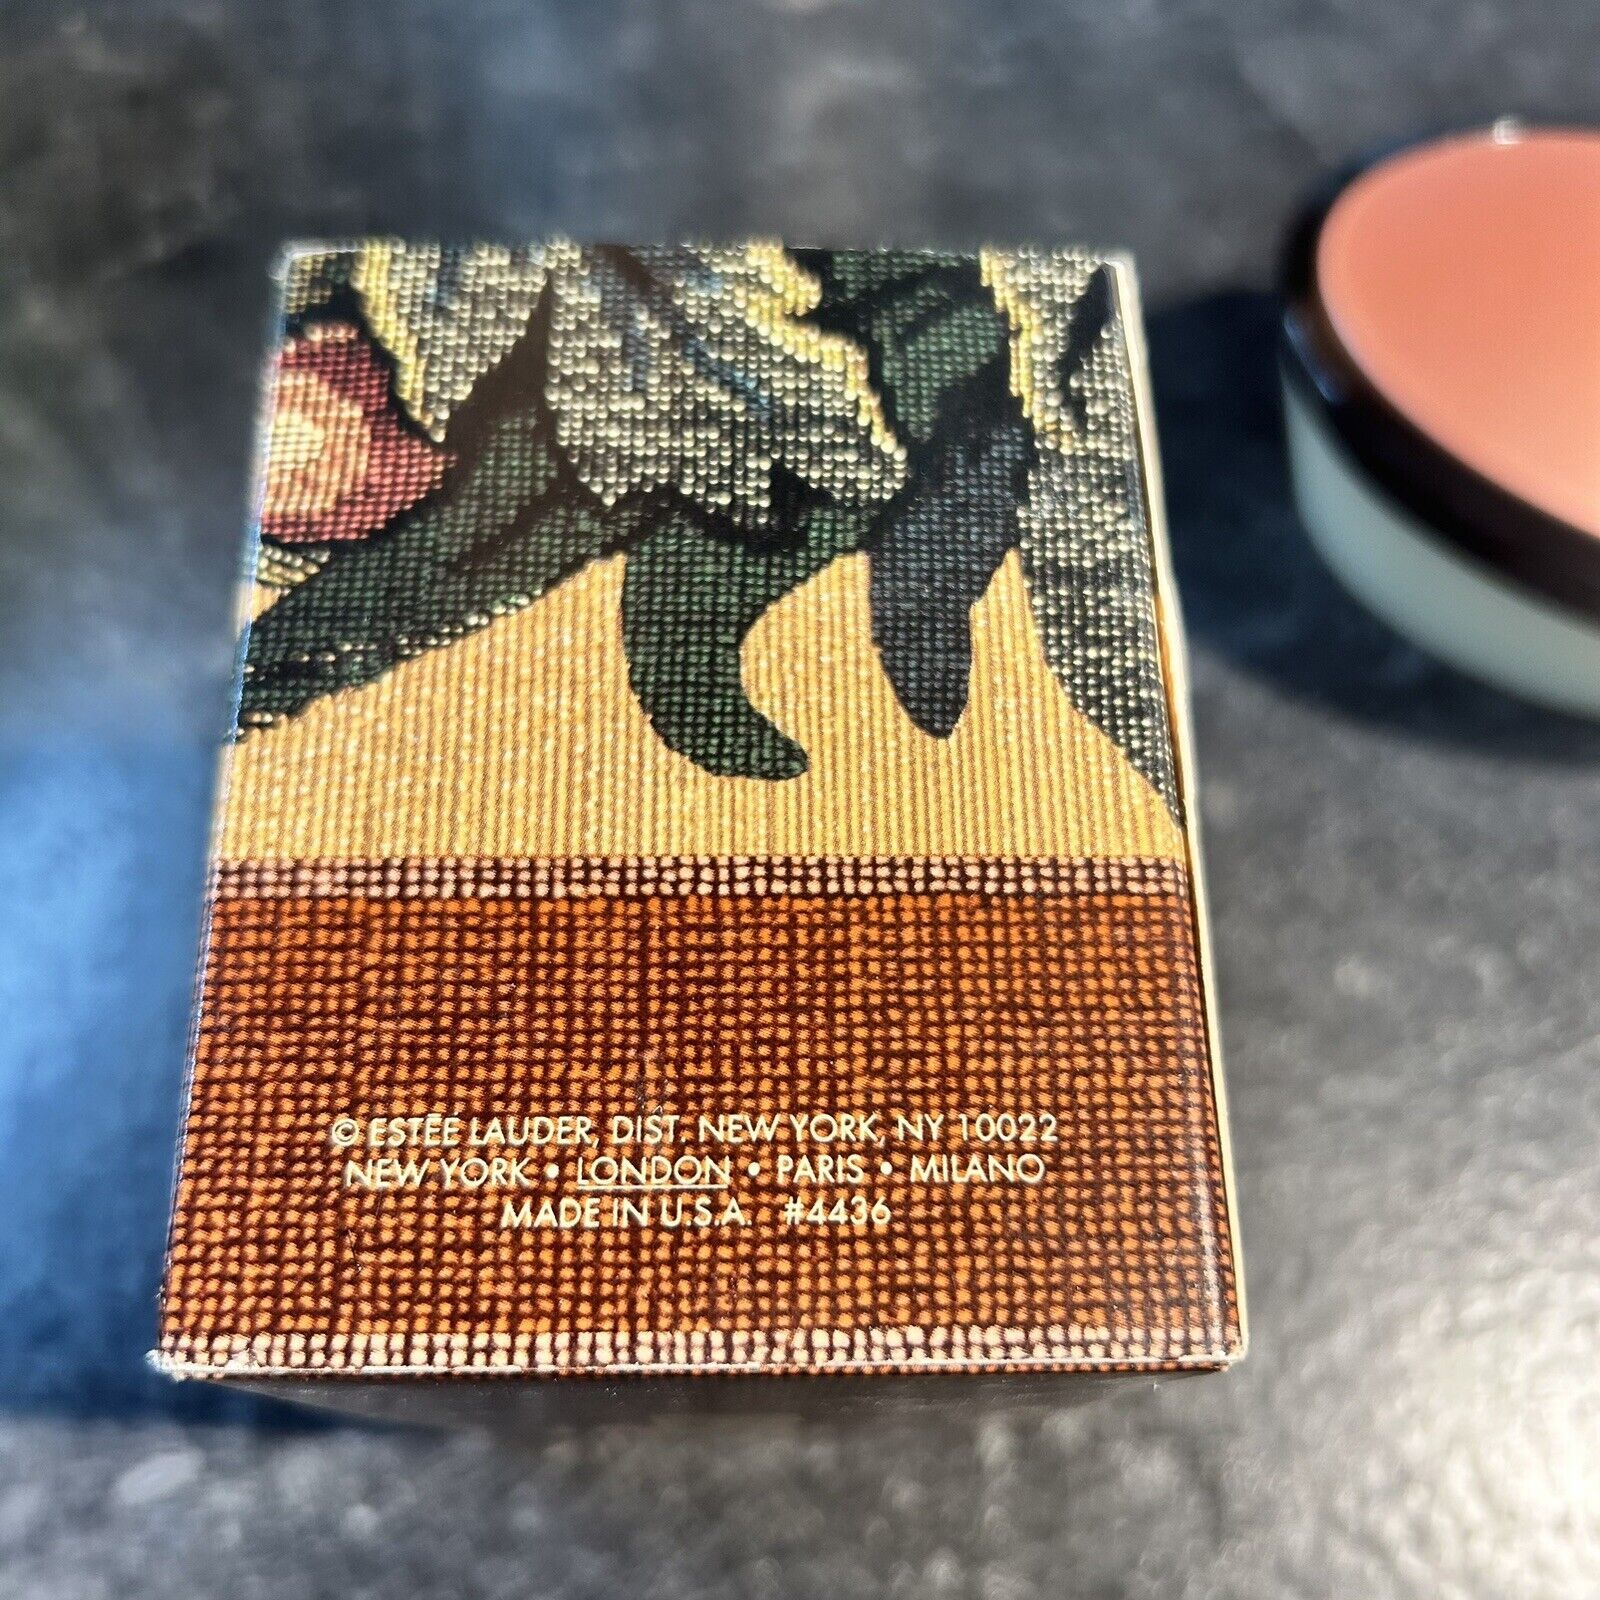 © ESTĒE LAUDER, DIST. NEW YORK, NY 10022
NEW YORK • LONDON • PARIS • MILANO
MADE IN U.S.A. #4436